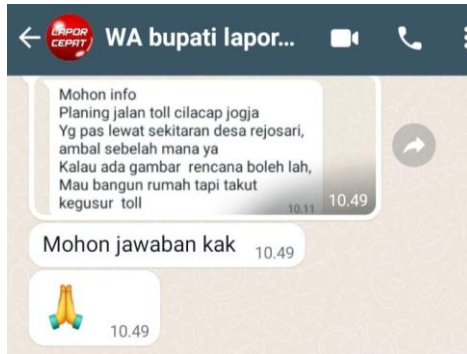 LAPOR
CEPAT
WA bupati lapor...
Mohon info
Planing jalan toll cilacap jogja
Yg pas lewat sekitaran desa rejosari,
ambal sebelah mana ya
Kalau ada gambar rencana boleh lah,
Mau bangun rumah tapi takut
kegusur toll
10.11
10.49
Mohon jawaban kak 10.49
10.49